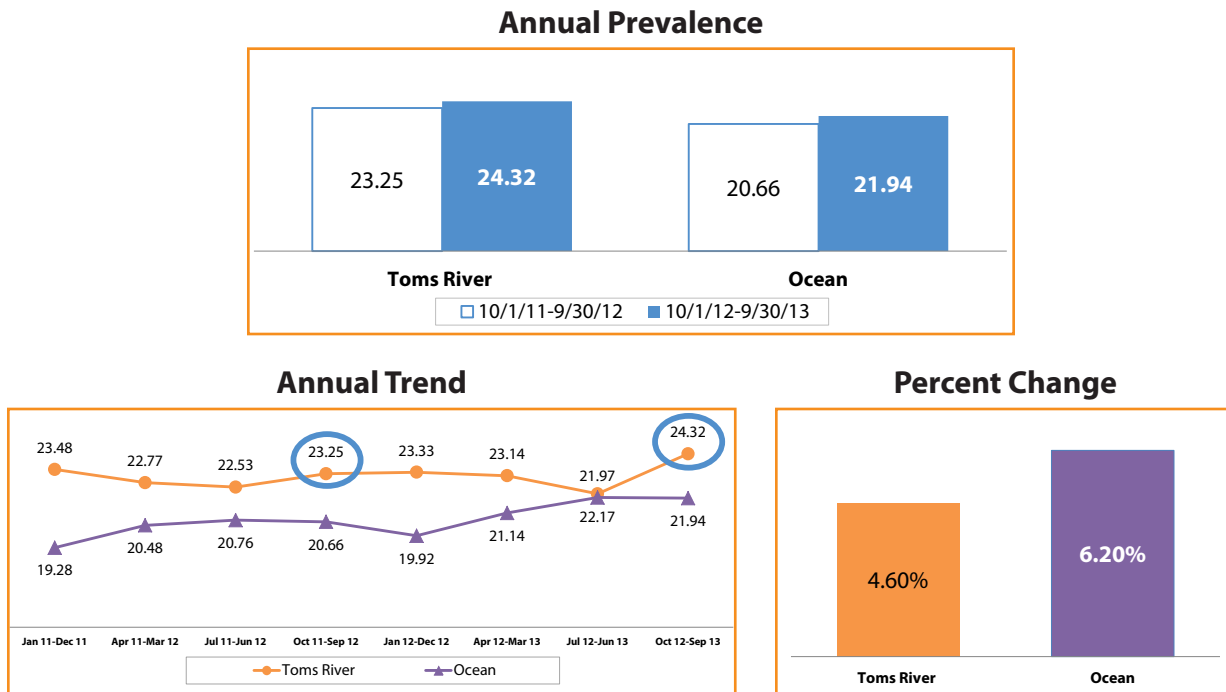 Annual Prevalence
23.25
24.32
20.66
21.94
Toms River
Ocean
10/1/11-9/30/12
10/1/12-9/30/13
Annual Trend
23.48
22.77
22.53
23.25
23.33
23.14
21.97
24.32
19.28
20.48
20.76
20.66
19.92
21.14
22.17
21.94
Jan 11-Dec 11
Apr 11-Mar 12
Jul 11-Jun 12
Oct 11-Sep 12
Jan 12-Dec 12
Apr 12-Mar 13
Jul 12-Jun 13
Oct 12-Sep 13
Toms River
Ocean
Percent Change
4.60%
6.20%
Toms River
Ocean